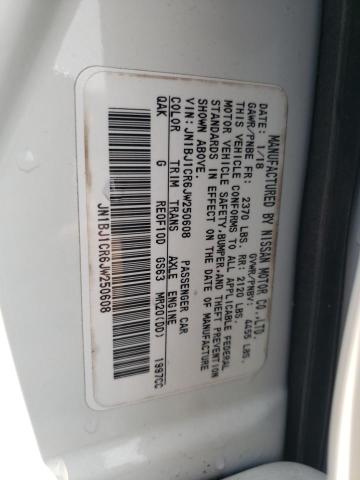 MANUFACTURED BY NISSAN MOTOR CO.,LTD.
DATE: 1/18 GVWR/PNBV: 4455 LBS.
GAWR/PNBE FR: 2370 LBS. RR: 2120 LBS.
THIS VEHICLE CONFORMS TO ALL APPLICABLE FEDERAL
MOTOR VEHICLE SAFETY,BUMPER,AND THEFT PREVENTION
STANDARDS IN EFFECT ON THE DATE OF MANUFACTURE
SHOWN ABOVE.
VIN: JN1BJ1CR6JW250608 PASSENGER CAR
COLOR TRIM TRANS AXLE ENGINE
QAK G RE0F10D GS63 MR20(DD) 1997CC
JN1BJ1CR6JW250608